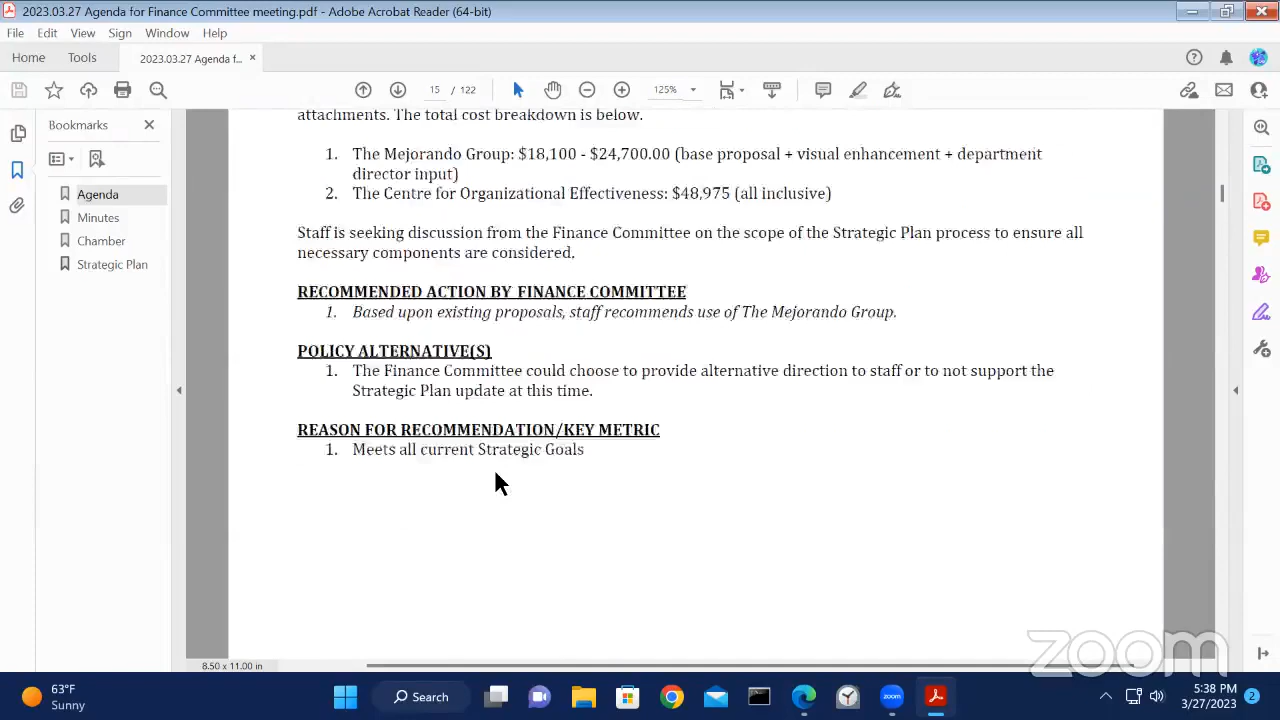 2023.03.27 Agenda for Finance Committee meeting.pdf - Adobe Acrobat Reader (64-bit)
File Edit View Sign Window Help
Home Tools 2023.03.27 Agenda f...
15 / 122 125%
Bookmarks
Agenda
Minutes
Chamber
Strategic Plan
attachments. The total cost breakdown is below.
1. The Mejorando Group: $18,100 - $24,700.00 (base proposal + visual enhancement + department
director input)
2. The Centre for Organizational Effectiveness: $48,975 (all inclusive)
Staff is seeking discussion from the Finance Committee on the scope of the Strategic Plan process to ensure all
necessary components are considered.
RECOMMENDED ACTION BY FINANCE COMMITTEE
1. Based upon existing proposals, staff recommends use of The Mejorando Group.
POLICY ALTERNATIVE(S)
1. The Finance Committee could choose to provide alternative direction to staff or to not support the
Strategic Plan update at this time.
REASON FOR RECOMMENDATION/KEY METRIC
1. Meets all current Strategic Goals
8.50 x 11.00 in
zoom
63°F
Sunny
Search
zoom
5:38 PM
3/27/2023
2